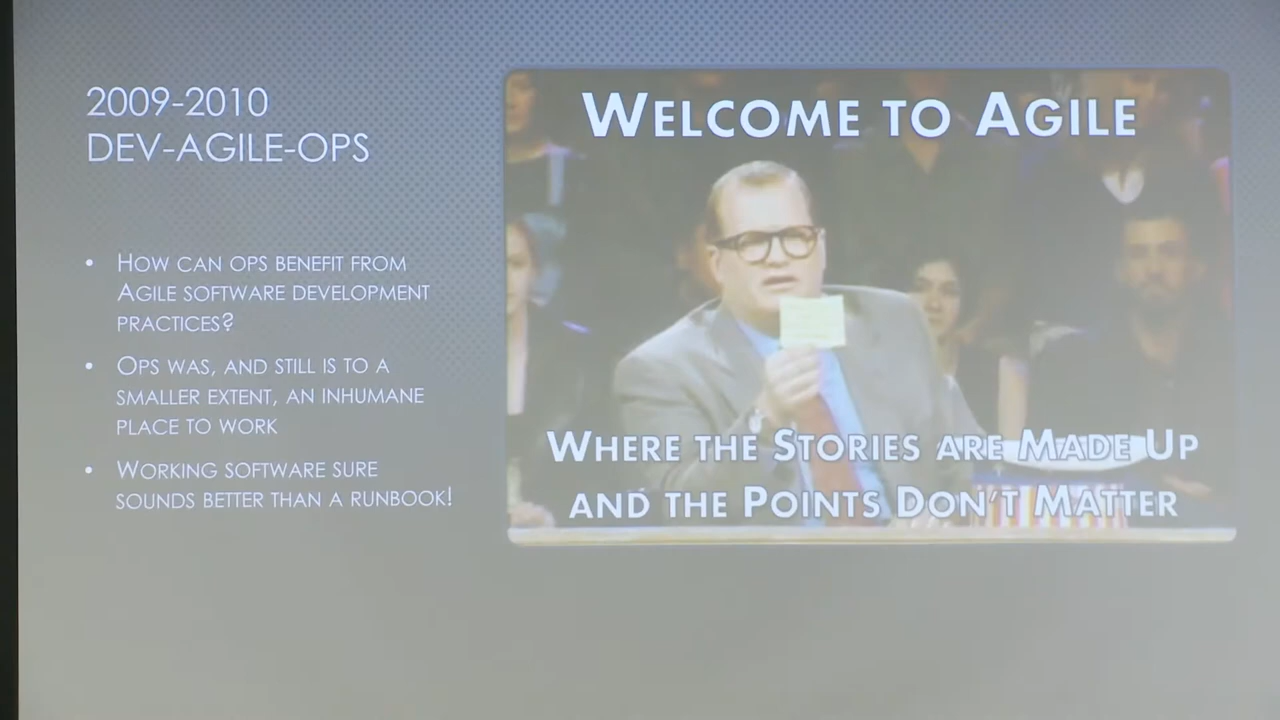 2009-2010
DEV-AGILE-OPS
• How can ops benefit from
Agile software development
practices?
• Ops was, and still is to a
smaller extent, an inhumane
place to work
• Working software sure
sounds better than a runbook!
Welcome to Agile
Where the Stories are Made Up
and the Points Don't Matter